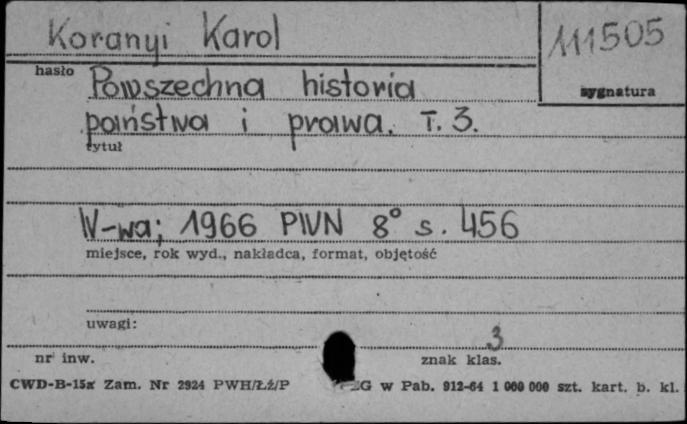 Koranyi Karol
111505
hasło
sygnatura
Powszechna historia
państwa i prawa. T. 3.
tytuł
W-wa; 1966 PWN 8° s. 456
miejsce, rok wyd., nakładca, format, objętość
uwagi:
3
nr inw.
znak klas.
CWD-B-15a Zam. Nr 2924 PWH/Łź/P G w Pab. 912-64 1 000 000 szt. kart. b. kl.